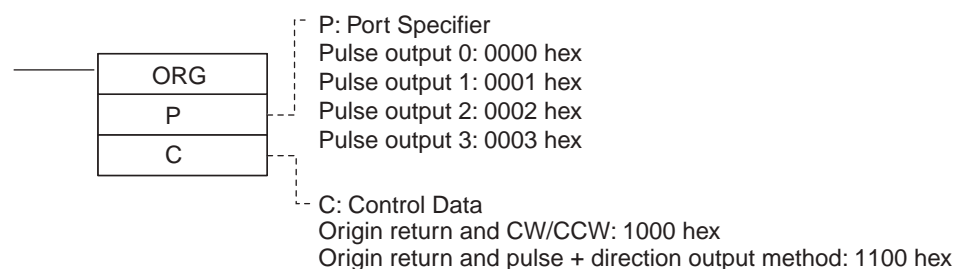 ORG
P
C
P: Port Specifier
Pulse output 0: 0000 hex
Pulse output 1: 0001 hex
Pulse output 2: 0002 hex
Pulse output 3: 0003 hex
C: Control Data
Origin return and CW/CCW: 1000 hex
Origin return and pulse + direction output method: 1100 hex